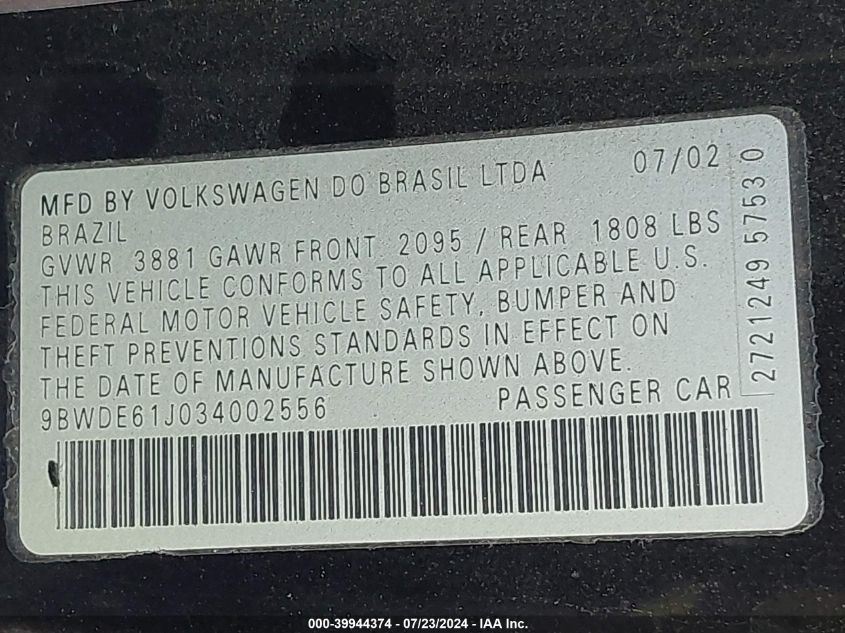 MFD BY VOLKSWAGEN DO BRASIL LTDA 07/02
BRAZIL
GVWR 3881 GAWR FRONT 2095 / REAR 1808 LBS
THIS VEHICLE CONFORMS TO ALL APPLICABLE U.S.
FEDERAL MOTOR VEHICLE SAFETY, BUMPER AND
THEFT PREVENTIONS STANDARDS IN EFFECT ON
THE DATE OF MANUFACTURE SHOWN ABOVE.
9BWDE61J034002556 PASSENGER CAR
2721249 57530
000-39944374 / 07/23/2024 - IAA Inc.